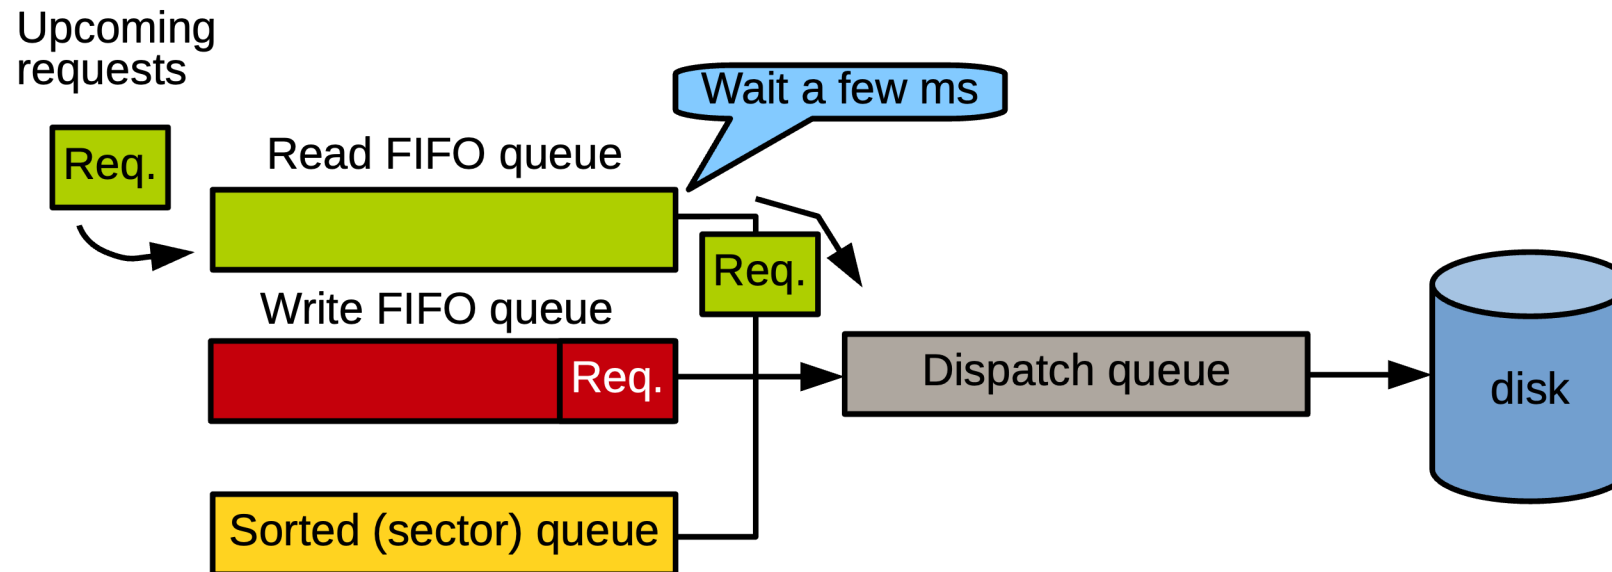 Upcoming
requests
Wait a few ms
Req.
Read FIFO queue
Req.
Write FIFO queue
Req.
Dispatch queue
disk
Sorted (sector) queue